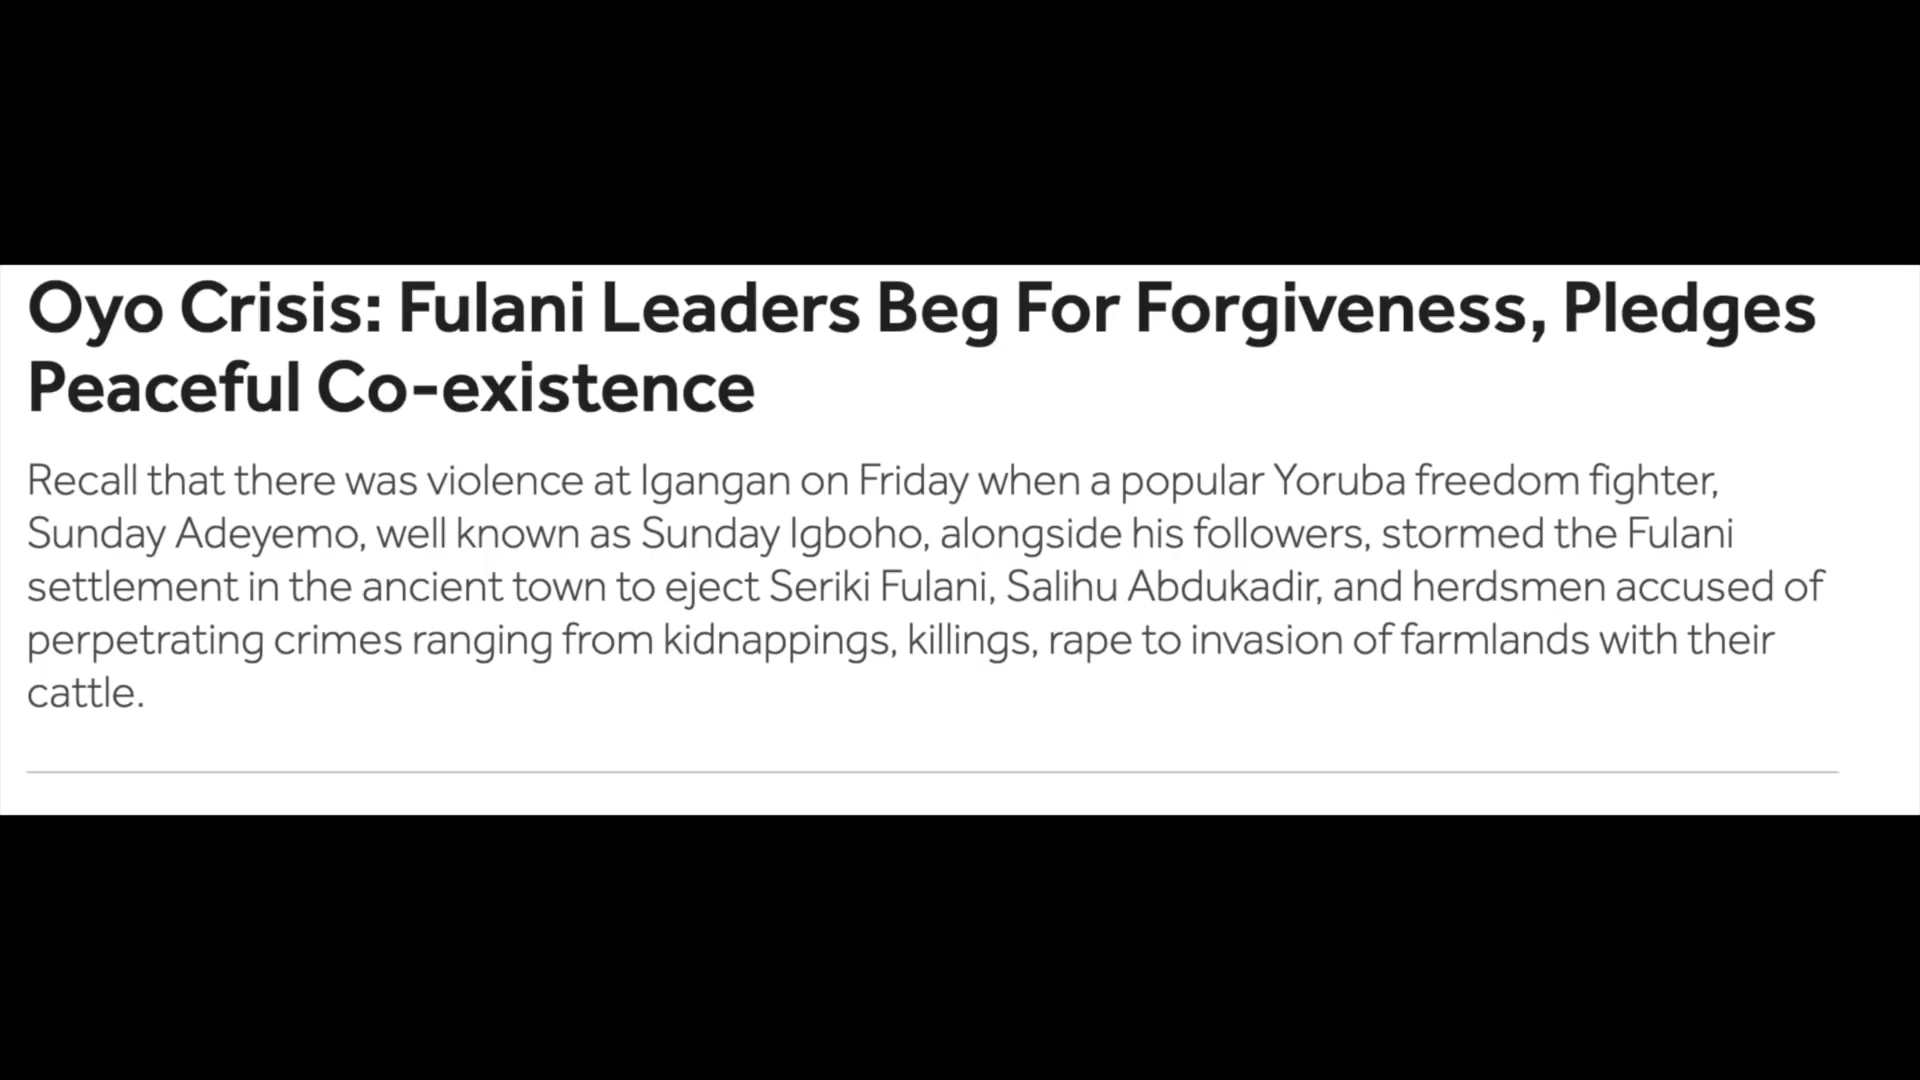 Oyo Crisis: Fulani Leaders Beg For Forgiveness, Pledges
Peaceful Co-existence
Recall that there was violence at Igangan on Friday when a popular Yoruba freedom fighter,
Sunday Adeyemo, well known as Sunday Igboho, alongside his followers, stormed the Fulani
settlement in the ancient town to eject Seriki Fulani, Salihu Abdukadir, and herdsmen accused of
perpetrating crimes ranging from kidnappings, killings, rape to invasion of farmlands with their
cattle.